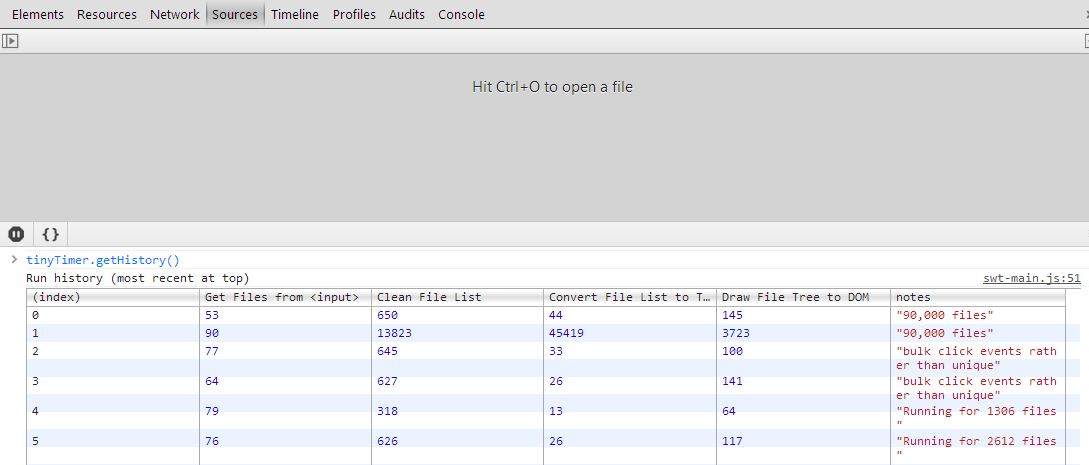 Elements Resources Network Sources Timeline Profiles Audits Console
Hit Ctrl+O to open a file
{}
> tinyTimer.getHistory()
Run history (most recent at top) swt-main.js:51
(index) Get Files from <input> Clean File List Convert File List to T… Draw File Tree to DOM notes
0 53 650 44 145 "90,000 files"
1 90 13823 45419 3723 "90,000 files"
2 77 645 33 100 "bulk click events rath
er than unique"
3 64 627 26 141 "bulk click events rath
er than unique"
4 79 318 13 64 "Running for 1306 files
"
5 76 626 26 117 "Running for 2612 files
"